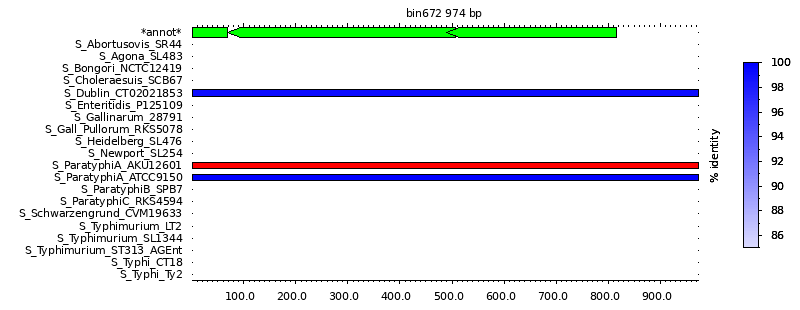 bin672 974 bp
*annot*
S_Abortusovis_SR44
S_Agona_SL483
S_Bongori_NCTC12419
S_Choleraesuis_SCB67
S_Dublin_CT02021853
S_Enteritidis_P125109
S_Gallinarum_28791
S_Gall_Pullorum_RKS5078
S_Heidelberg_SL476
S_Newport_SL254
S_ParatyphiA_AKU12601
S_ParatyphiA_ATCC9150
S_ParatyphiB_SPB7
S_ParatyphiC_RKS4594
S_Schwarzengrund_CVM19633
S_Typhimurium_LT2
S_Typhimurium_SL1344
S_Typhimurium_ST313_AGEnt
S_Typhi_CT18
S_Typhi_Ty2
100.0 200.0 300.0 400.0 500.0 600.0 700.0 800.0 900.0
100
98
96
94
92
90
88
86
% identity